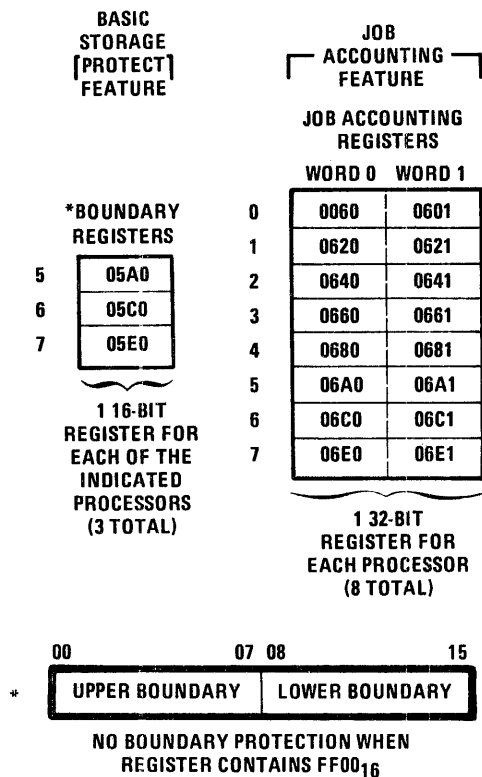 BASIC
STORAGE
[PROTECT]
FEATURE
JOB
ACCOUNTING
FEATURE
JOB ACCOUNTING
REGISTERS
WORD 0 WORD 1
0 0060 0601
1 0620 0621
2 0640 0641
3 0660 0661
4 0680 0681
5 06A0 06A1
6 06C0 06C1
7 06E0 06E1
*BOUNDARY
REGISTERS
5 05A0
6 05C0
7 05E0
1 16-BIT
REGISTER FOR
EACH OF THE
INDICATED
PROCESSORS
(3 TOTAL)
1 32-BIT
REGISTER FOR
EACH PROCESSOR
(8 TOTAL)
00 07 08 15
* UPPER BOUNDARY LOWER BOUNDARY
NO BOUNDARY PROTECTION WHEN
REGISTER CONTAINS FF00₁₆